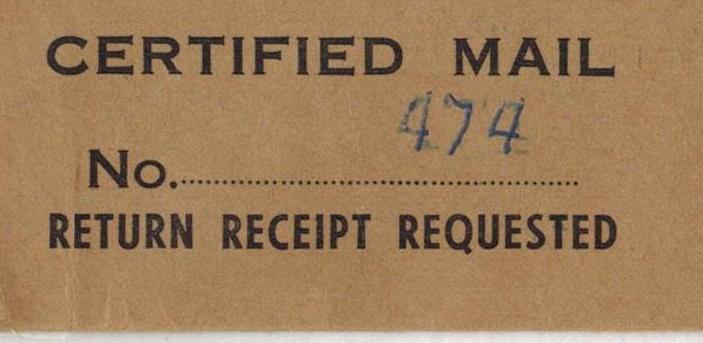 CERTIFIED MAIL
474
No...........................................................
RETURN RECEIPT REQUESTED